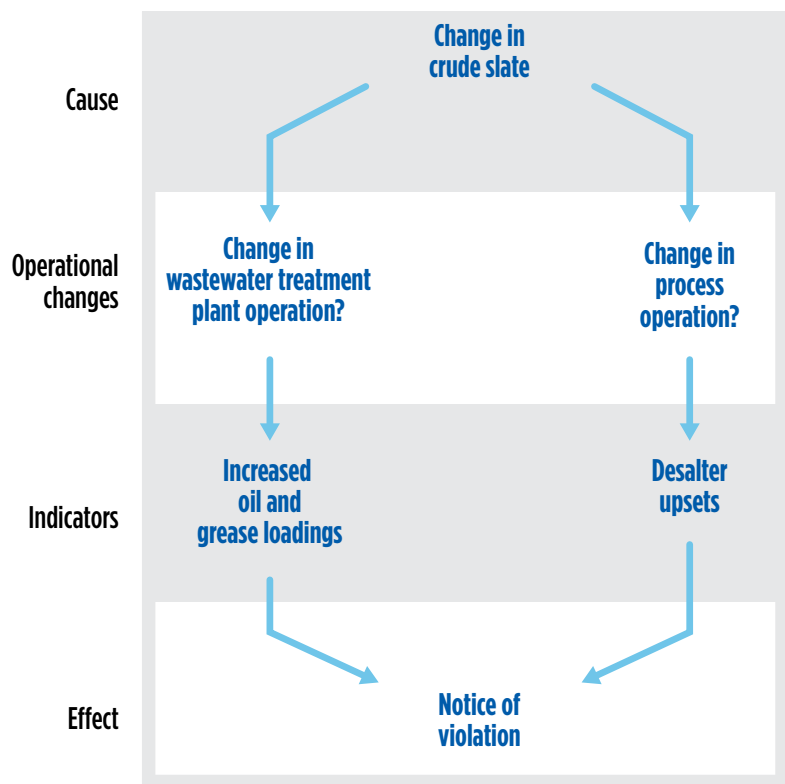 Change in
crude slate
Cause
Operational
changes
Change in
wastewater treatment
plant operation?
Change in
process
operation?
Indicators
Increased
oil and
grease loadings
Desalter
upsets
Effect
Notice of
violation